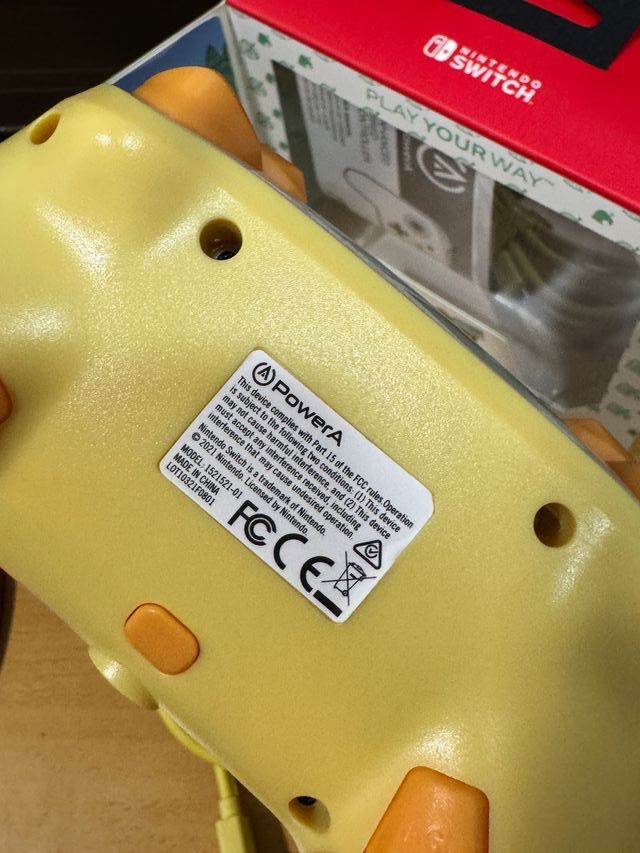 NINTENDO
SWITCH
PLAY YOUR WAY
PowerA
This device complies with Part 15 of the FCC rules Operation
is subject to the following two conditions: (1) This device
may not cause harmful interference, and (2) This device
must accept any interference received, including
interference that may cause undesired operation.
Nintendo Switch is a trademark of Nintendo.
© 2021 Nintendo. Licensed by Nintendo
MODEL: 1521521-01
MADE IN CHINA
LOT10321F0801
FC CE